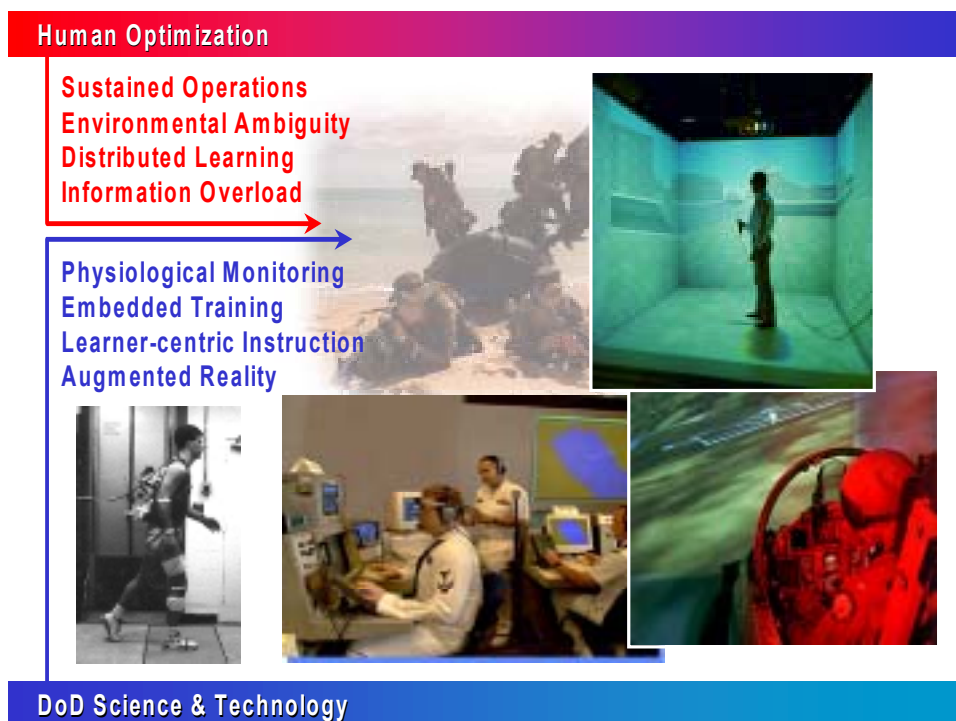 Human Optimization
Sustained Operations
Environmental Ambiguity
Distributed Learning
Information Overload
Physiological Monitoring
Embedded Training
Learner-centric Instruction
Augmented Reality
DoD Science & Technology